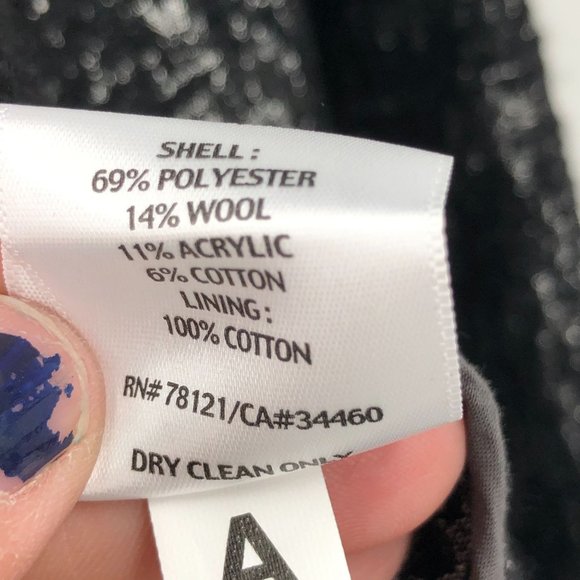 SHELL :
69% POLYESTER
14% WOOL
11% ACRYLIC
6% COTTON
LINING :
100% COTTON
RN# 78121/CA#34460
DRY CLEAN ONLY
A